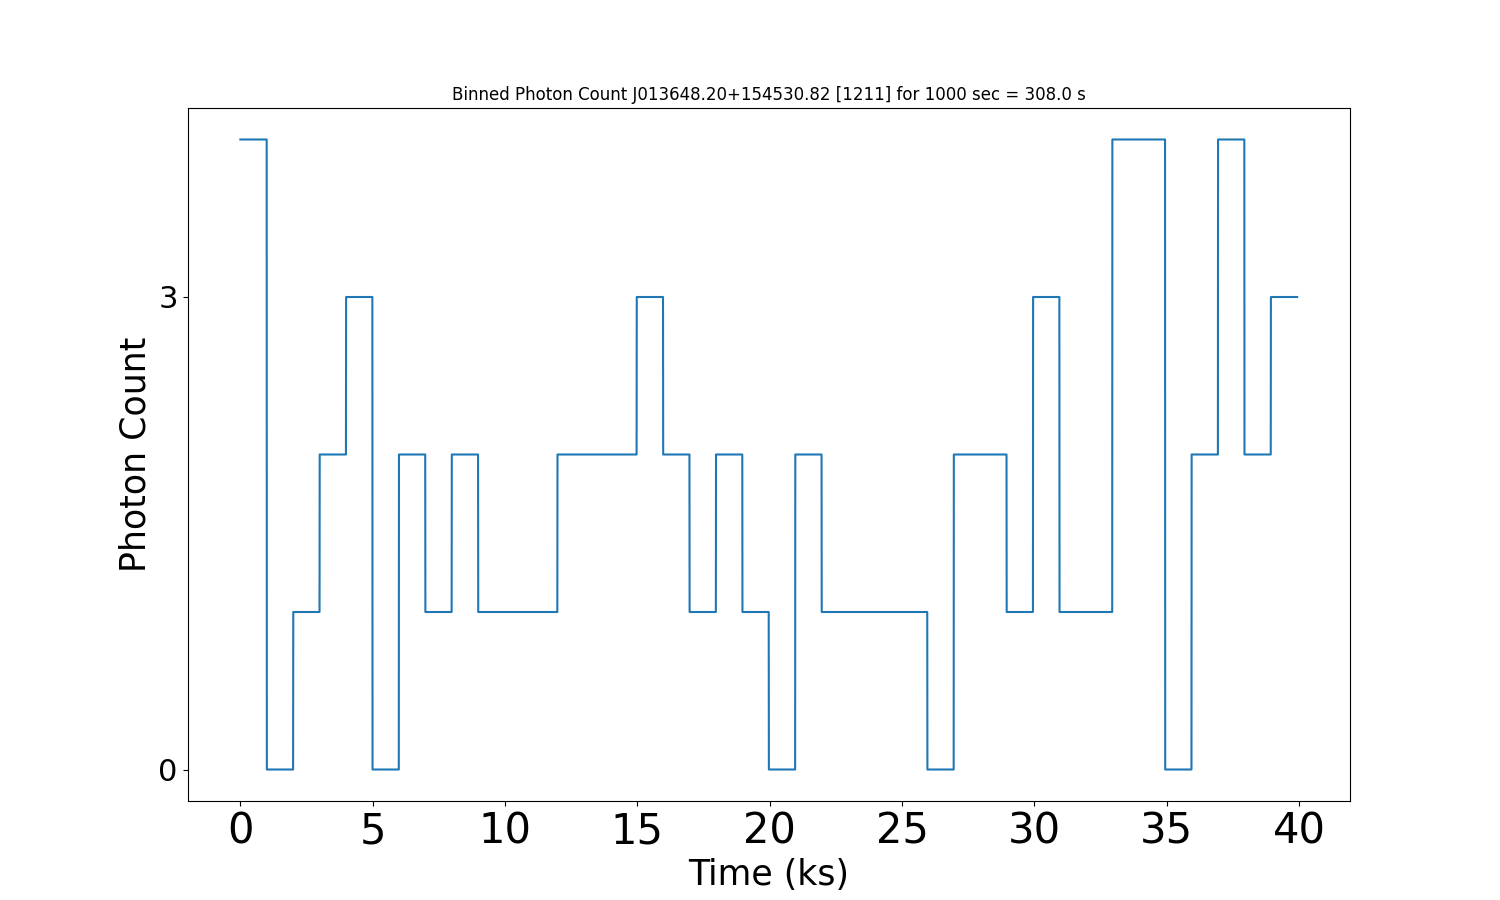 Binned Photon Count J013648.20+154530.82 [1211] for 1000 sec = 308.0 s
3
Photon Count
0
0 5 10 15 20 25 30 35 40
Time (ks)